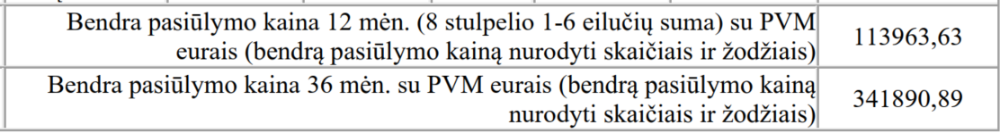 Bendra pasiūlymo kaina 12 mėn. (8 stulpelio 1-6 eilučių suma) su PVM
eurais (bendrą pasiūlymo kainą nurodyti skaičiais ir žodžiais)
113963,63
Bendra pasiūlymo kaina 36 mėn. su PVM eurais (bendrą pasiūlymo kainą
nurodyti skaičiais ir žodžiais)
341890,89